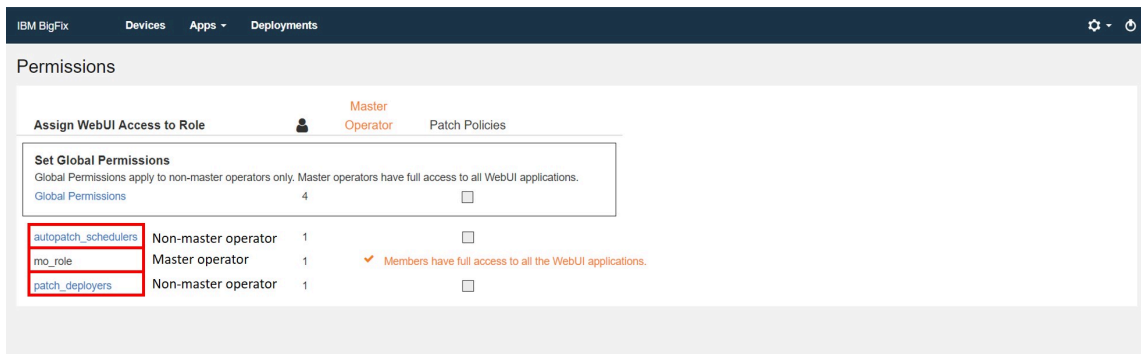 IBM BigFix Devices Apps Deployments
Permissions
Master
Assign WebUI Access to Role Operator Patch Policies
Set Global Permissions
Global Permissions apply to non-master operators only. Master operators have full access to all WebUI applications.
Global Permissions 4
autopatch_schedulers Non-master operator 1
mo_role Master operator 1 Members have full access to all the WebUI applications.
patch_deployers Non-master operator 1